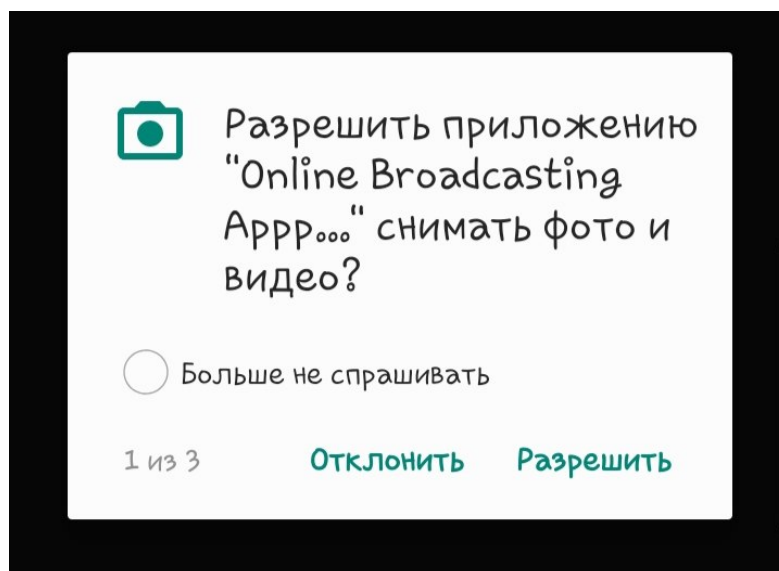 Разрешить приложению
"Online Broadcasting
Appp..." снимать фото и
видео?
Больше не спрашивать
1 из 3 Отклонить Разрешить